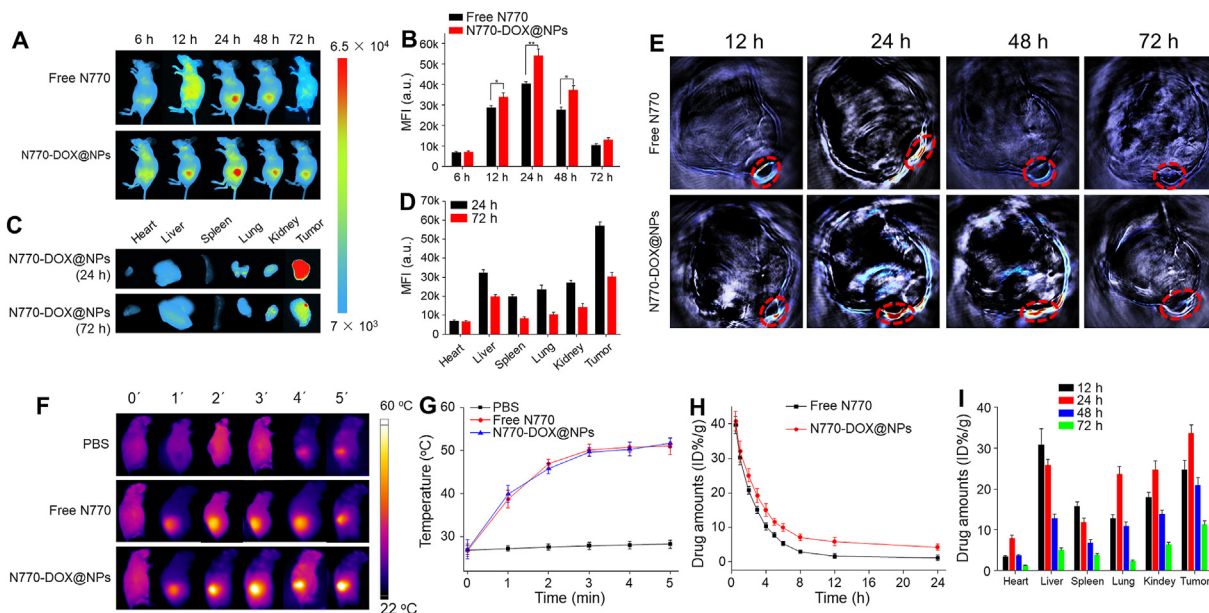 A
6 h 12 h 24 h 48 h 72 h
Free N770
N770-DOX@NPs
6.5 × 10⁴
7 × 10³
B
Free N770
N770-DOX@NPs
MFI (a.u.)
60k
50k
40k
30k
20k
10k
0
* ** *
6 h 12 h 24 h 48 h 72 h
C
Heart Liver Spleen Lung Kidney Tumor
N770-DOX@NPs
(24 h)
N770-DOX@NPs
(72 h)
D
24 h
72 h
MFI (a.u.)
70k
60k
50k
40k
30k
20k
10k
0
Heart Liver Spleen Lung Kidney Tumor
E
12 h 24 h 48 h 72 h
Free N770
N770-DOX@NPs
F
0´ 1´ 2´ 3´ 4´ 5´
PBS
Free N770
N770-DOX@NPs
60 ºC
22 ºC
G
PBS
Free N770
N770-DOX@NPs
Temperature (ºC)
60
50
40
30
0 1 2 3 4 5
Time (min)
H
Free N770
N770-DOX@NPs
Drug amounts (ID%/g)
50
40
30
20
10
0
0 4 8 12 16 20 24
Time (h)
I
12 h
24 h
48 h
72 h
Drug amounts (ID%/g)
40
30
20
10
0
Heart Liver Spleen Lung Kindey Tumor